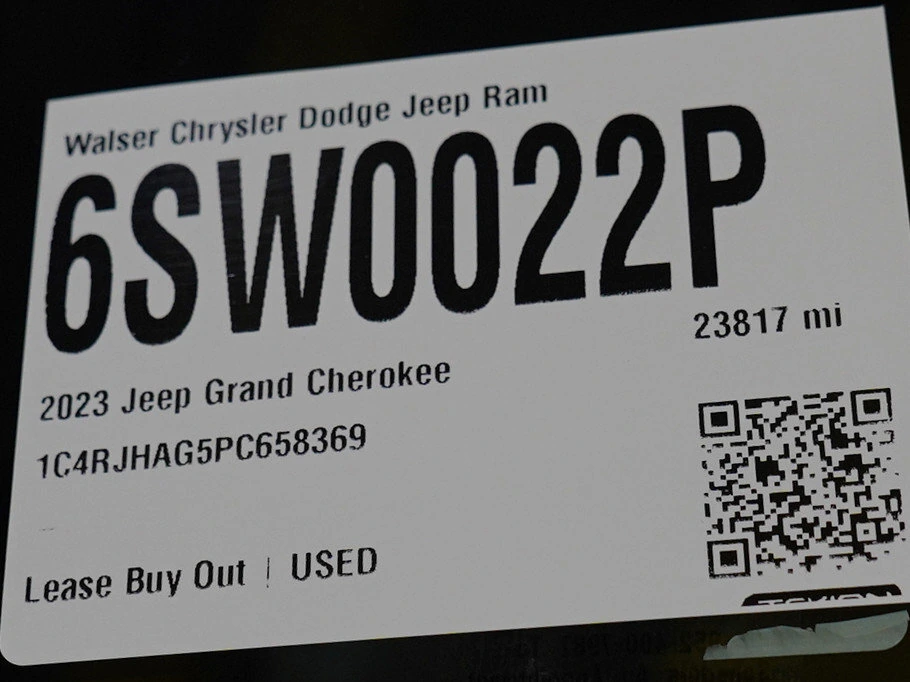 Walser Chrysler Dodge Jeep Ram
6SW0022P
23817 mi
2023 Jeep Grand Cherokee
1C4RJHAG5PC658369
Lease Buy Out | USED